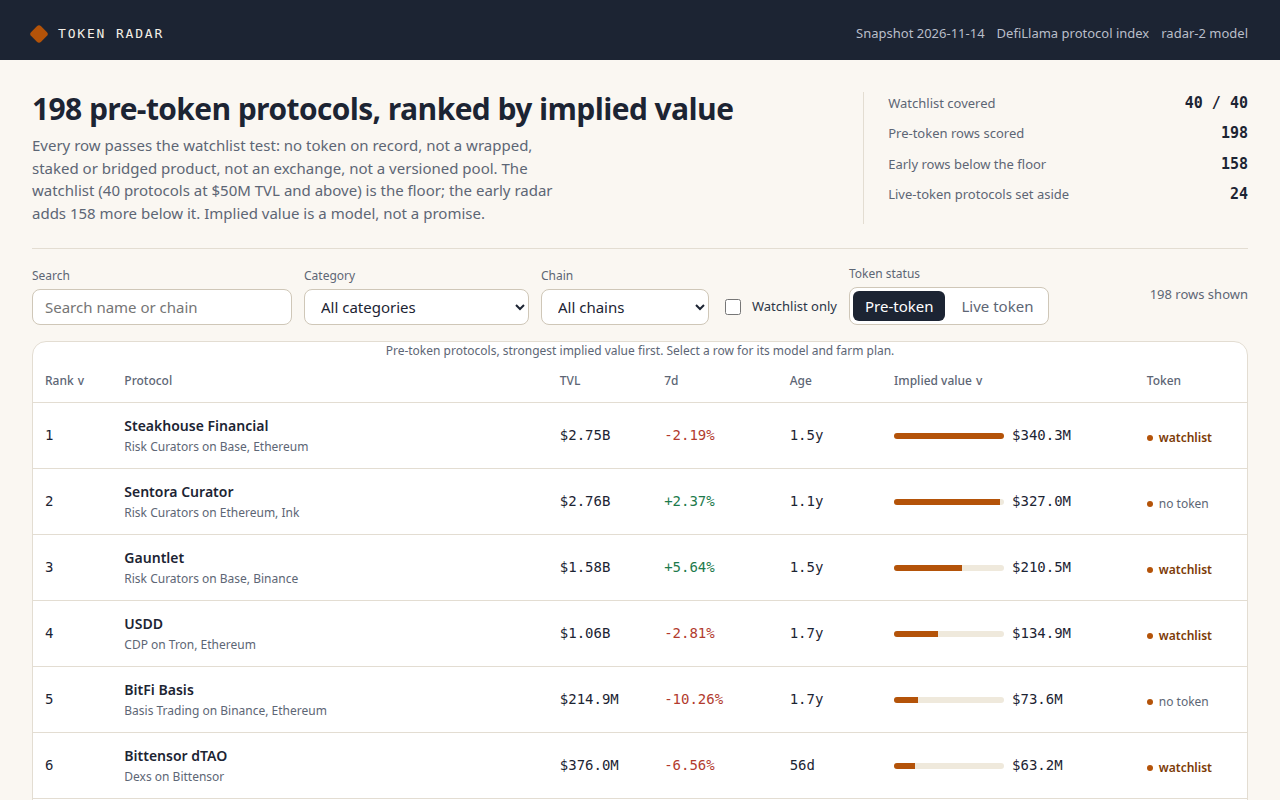 TOKEN RADAR
Snapshot 2026-11-14 DefiLlama protocol index radar-2 model
198 pre-token protocols, ranked by implied value
Every row passes the watchlist test: no token on record, not a wrapped,
staked or bridged product, not an exchange, not a versioned pool. The
watchlist (40 protocols at $50M TVL and above) is the floor; the early radar
adds 158 more below it. Implied value is a model, not a promise.
Watchlist covered 40 / 40
Pre-token rows scored 198
Early rows below the floor 158
Live-token protocols set aside 24
Search Category Chain Token status
Search name or chain All categories All chains Watchlist only Pre-token Live token 198 rows shown
Pre-token protocols, strongest implied value first. Select a row for its model and farm plan.
Rank v Protocol TVL 7d Age Implied value v Token
1 Steakhouse Financial $2.75B -2.19% 1.5y $340.3M watchlist
Risk Curators on Base, Ethereum
2 Sentora Curator $2.76B +2.37% 1.1y $327.0M no token
Risk Curators on Ethereum, Ink
3 Gauntlet $1.58B +5.64% 1.5y $210.5M watchlist
Risk Curators on Base, Binance
4 USDD $1.06B -2.81% 1.7y $134.9M watchlist
CDP on Tron, Ethereum
5 BitFi Basis $214.9M -10.26% 1.7y $73.6M no token
Basis Trading on Binance, Ethereum
6 Bittensor dTAO $376.0M -6.56% 56d $63.2M watchlist
Dexs on Bittensor